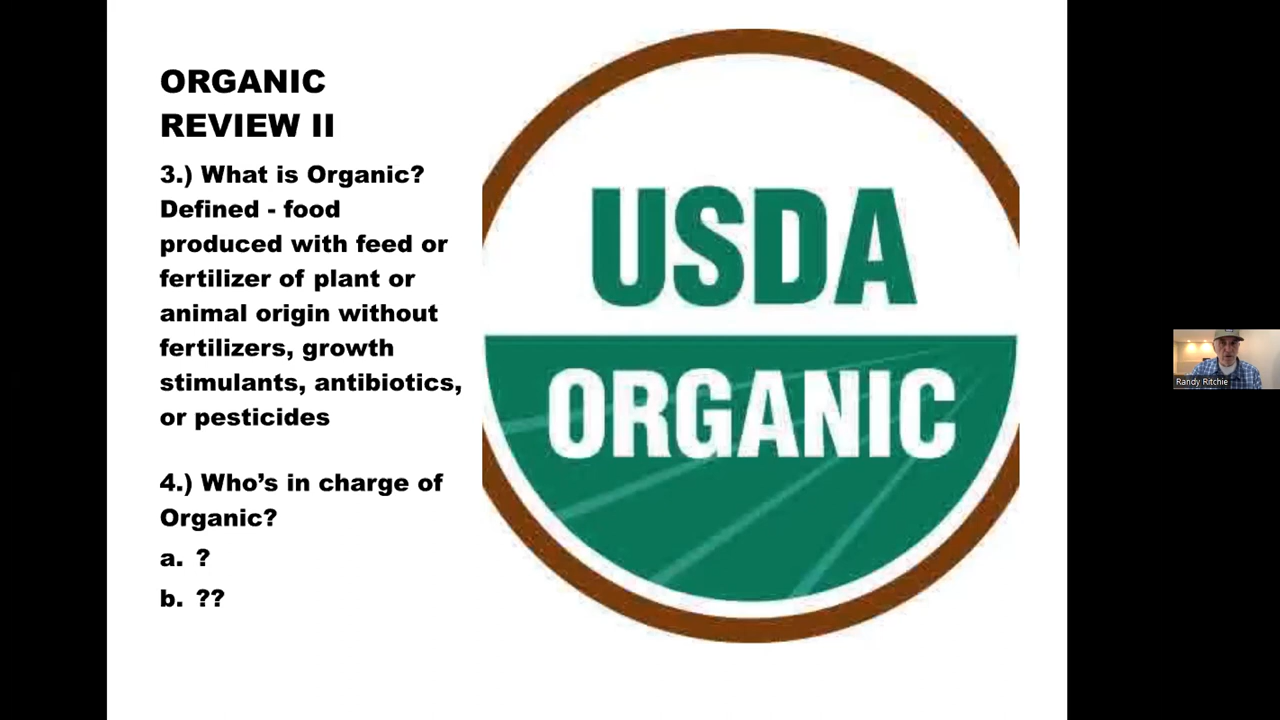 ORGANIC
REVIEW II
3.) What is Organic?
Defined - food
produced with feed or
fertilizer of plant or
animal origin without
fertilizers, growth
stimulants, antibiotics,
or pesticides
4.) Who’s in charge of
Organic?
a. ?
b. ??
USDA
ORGANIC
Randy Ritchie